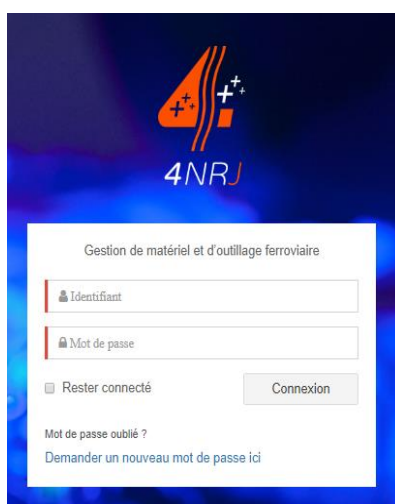 4NRJ
Gestion de matériel et d'outillage ferroviaire
Identifiant
Mot de passe
Rester connecté
Connexion
Mot de passe oublié ?
Demander un nouveau mot de passe ici